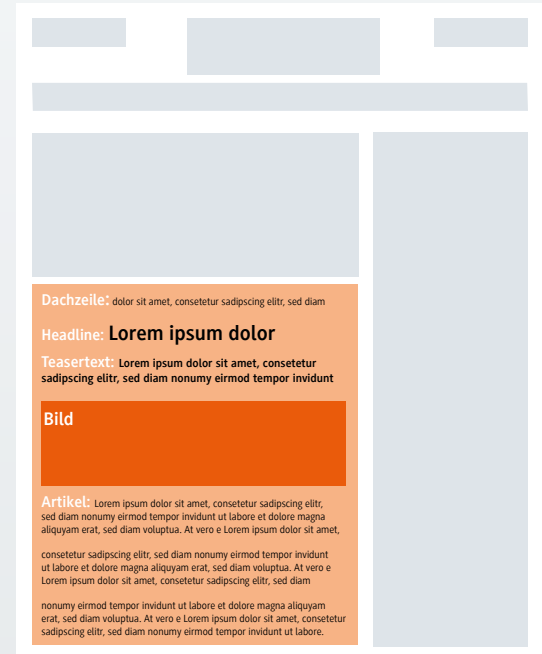 Dachzeile: dolor sit amet, consetetur sadipscing elitr, sed diam
Headline: Lorem ipsum dolor
Teasertext: Lorem ipsum dolor sit amet, consetetur
sadipscing elitr, sed diam nonumy eirmod tempor invidunt
Bild
Artikel: Lorem ipsum dolor sit amet, consetetur sadipscing elitr,
sed diam nonumy eirmod tempor invidunt ut labore et dolore magna
aliquyam erat, sed diam voluptua. At vero e Lorem ipsum dolor sit amet,
consetetur sadipscing elitr, sed diam nonumy eirmod tempor invidunt
ut labore et dolore magna aliquyam erat, sed diam voluptua. At vero e
Lorem ipsum dolor sit amet, consetetur sadipscing elitr, sed diam
nonumy eirmod tempor invidunt ut labore et dolore magna aliquyam
erat, sed diam voluptua. At vero e Lorem ipsum dolor sit amet, consetetur
sadipscing elitr, sed diam nonumy eirmod tempor invidunt ut labore.